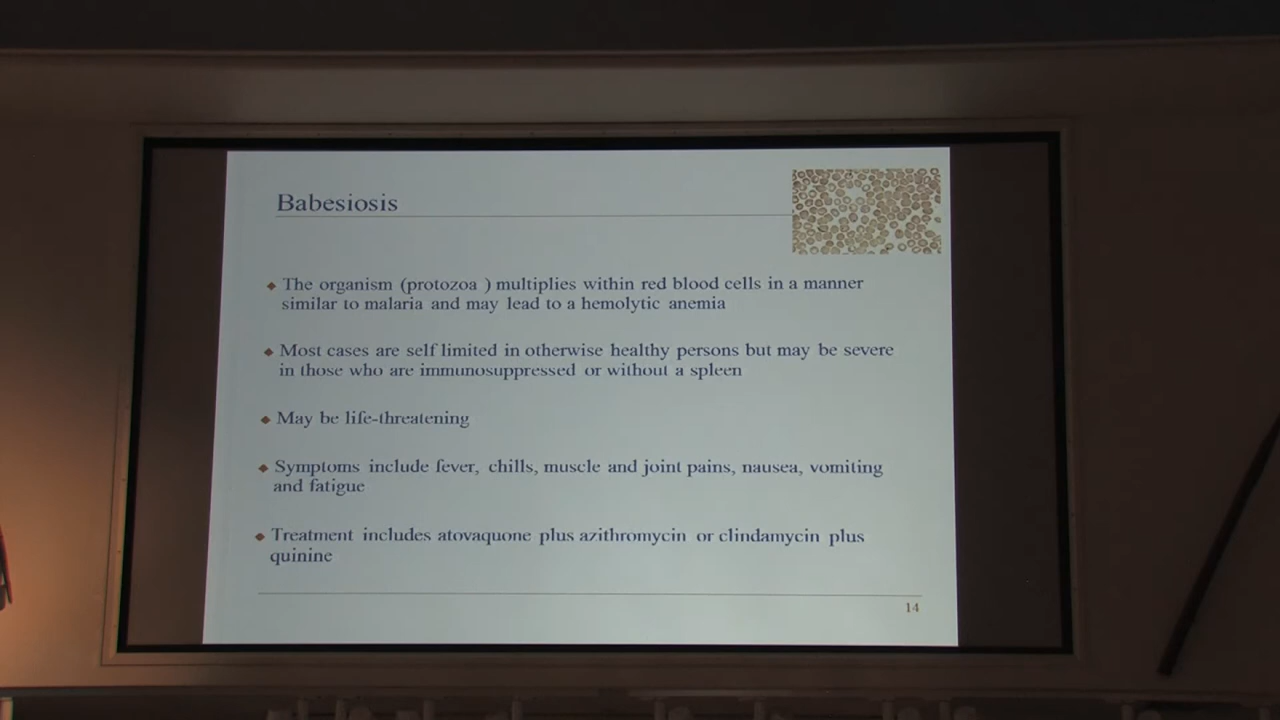 Babesiosis
The organism (protozoa ) multiplies within red blood cells in a manner
similar to malaria and may lead to a hemolytic anemia
Most cases are self limited in otherwise healthy persons but may be severe
in those who are immunosuppressed or without a spleen
May be life-threatening
Symptoms include fever, chills, muscle and joint pains, nausea, vomiting
and fatigue
Treatment includes atovaquone plus azithromycin or clindamycin plus
quinine
14